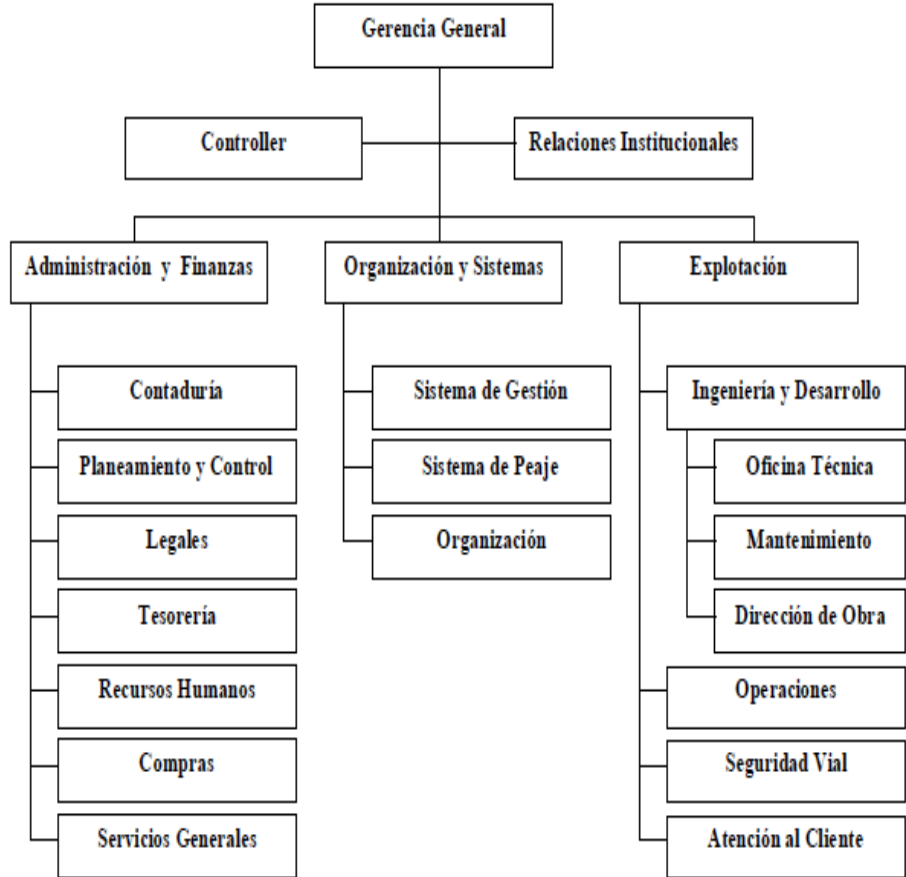 Gerencia General
Controller
Relaciones Institucionales
Administración y Finanzas
Organización y Sistemas
Explotación
Contaduría
Planeamiento y Control
Legales
Tesorería
Recursos Humanos
Compras
Servicios Generales
Sistema de Gestión
Sistema de Peaje
Organización
Ingeniería y Desarrollo
Oficina Técnica
Mantenimiento
Dirección de Obra
Operaciones
Seguridad Vial
Atención al Cliente